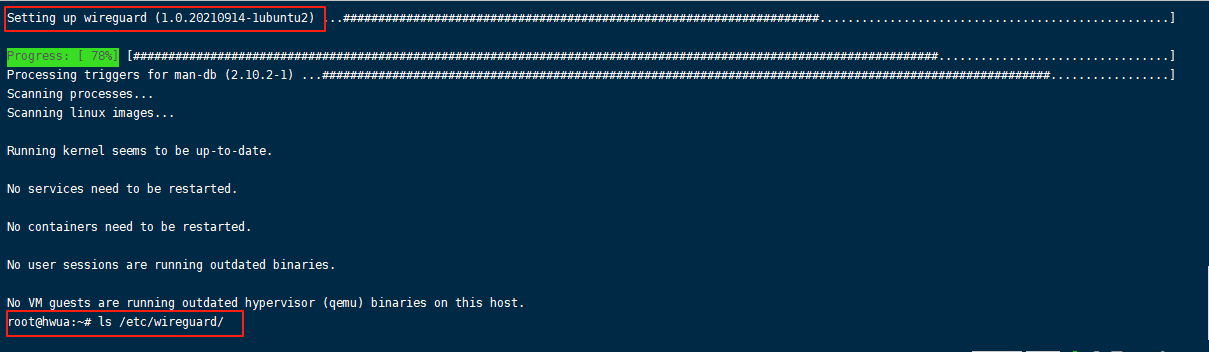 Setting up wireguard (1.0.20210914-1ubuntu2) ...####################################################################..................................................]
Progress: [ 78%] [###################################################################################################################.................................]
Processing triggers for man-db (2.10.2-1) ...########################################################################################################.................]
Scanning processes...
Scanning linux images...
Running kernel seems to be up-to-date.
No services need to be restarted.
No containers need to be restarted.
No user sessions are running outdated binaries.
No VM guests are running outdated hypervisor (qemu) binaries on this host.
root@hwua:~# ls /etc/wireguard/